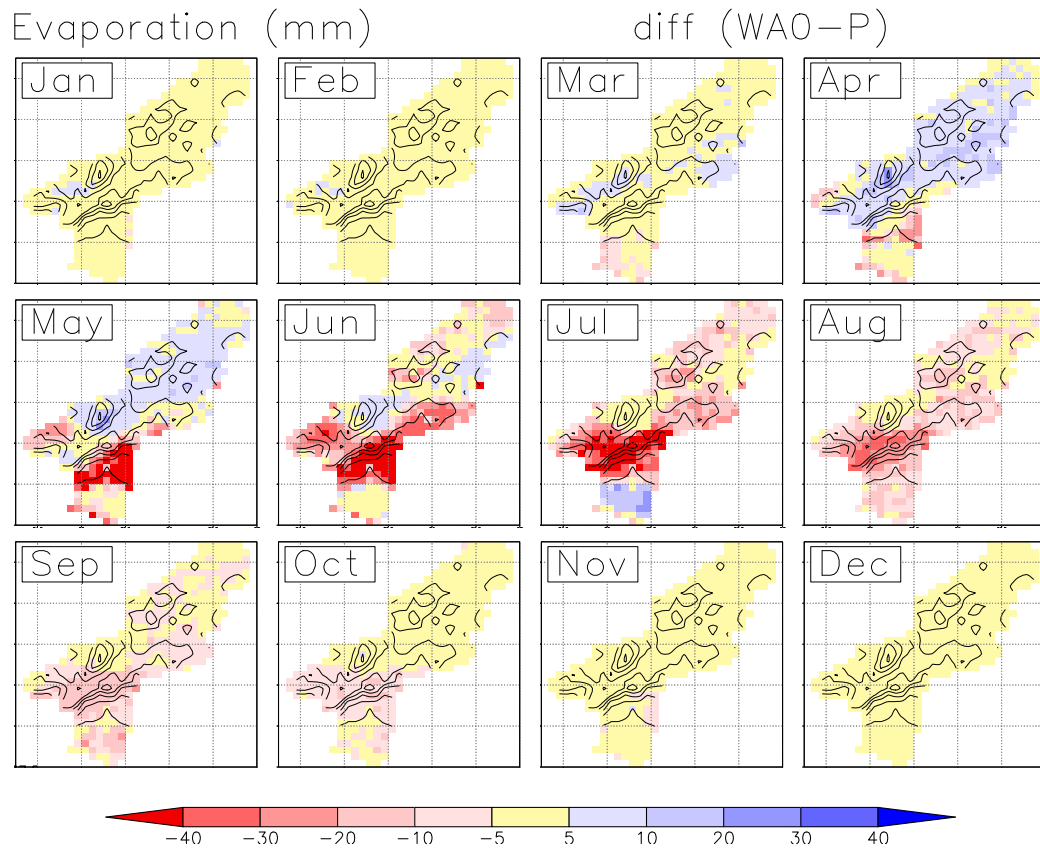 Evaporation (mm) diff (WA0−P)
Jan Feb Mar Apr
May Jun Jul Aug
Sep Oct Nov Dec
−40 −30 −20 −10 −5 5 10 20 30 40